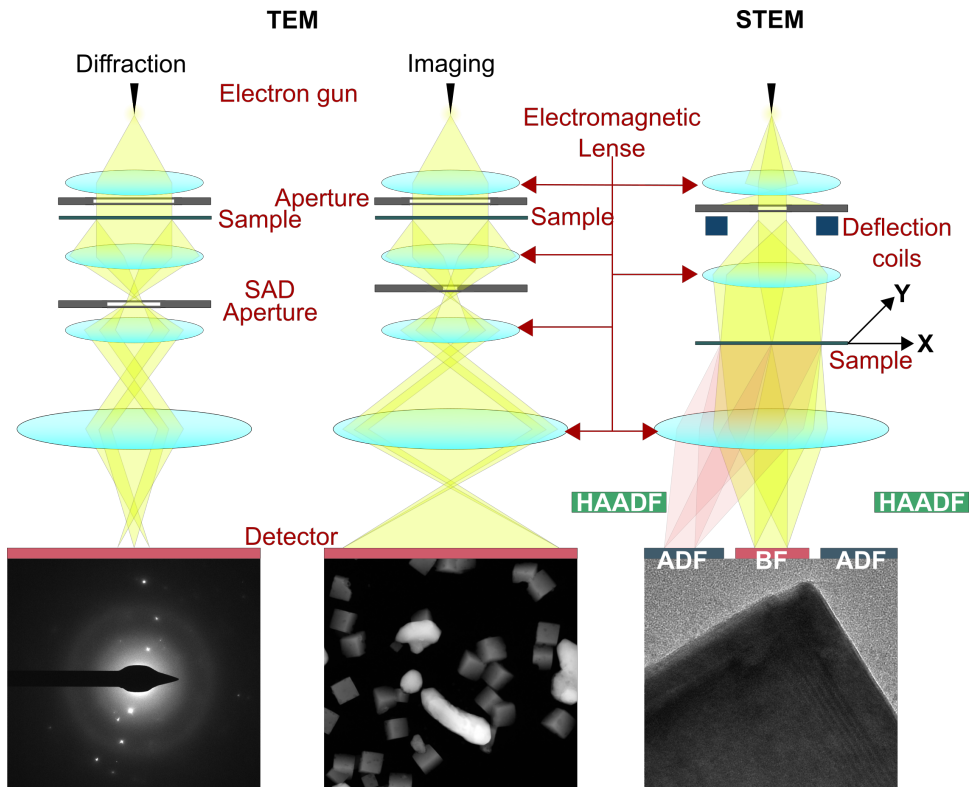 TEM
STEM
Diffraction
Imaging
Electron gun
Electromagnetic
Lense
Aperture
Sample
Sample
Deflection
coils
SAD
Aperture
Y
X
Sample
HAADF
HAADF
Detector
ADF
BF
ADF